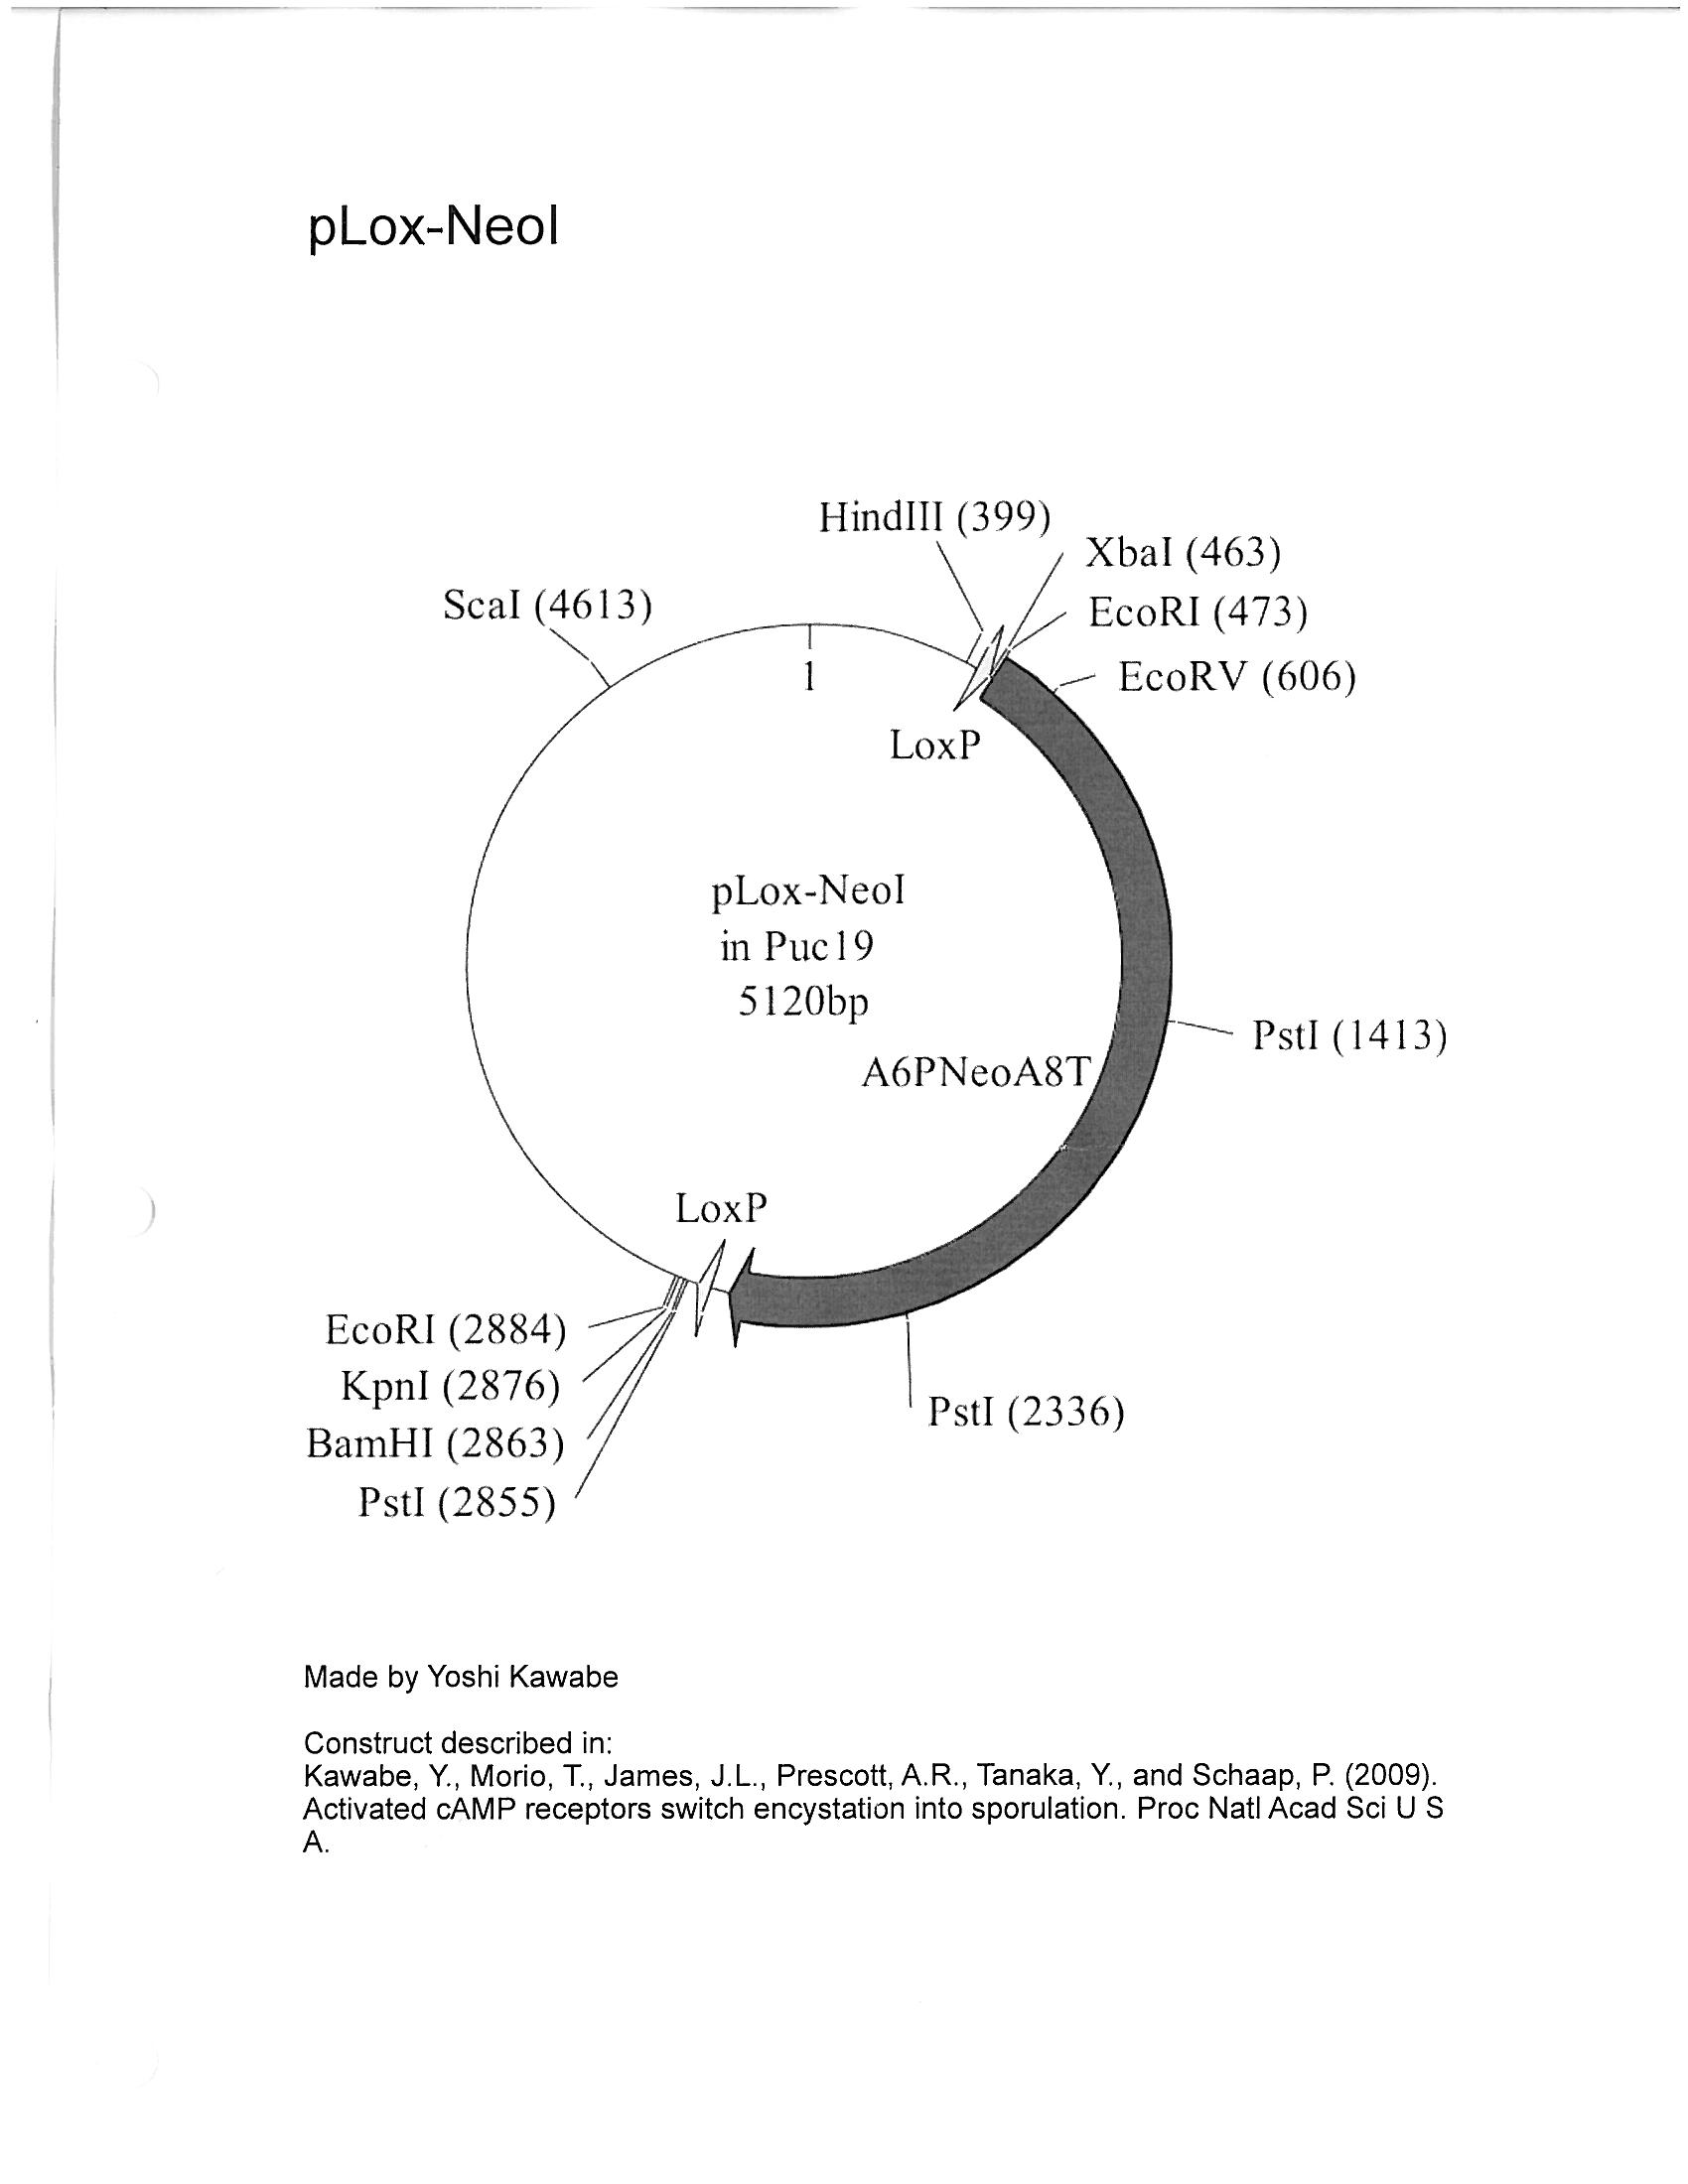 pLox-NeoI
HindIII (399)
XbaI (463)
ScaI (4613)
EcoRI (473)
1
EcoRV (606)
LoxP
pLox-NeoI
in Puc19
5120bp
PstI (1413)
A6PNeoA8T
LoxP
EcoRI (2884)
KpnI (2876)
PstI (2336)
BamHI (2863)
PstI (2855)
Made by Yoshi Kawabe
Construct described in:
Kawabe, Y., Morio, T., James, J.L., Prescott, A.R., Tanaka, Y., and Schaap, P. (2009).
Activated cAMP receptors switch encystation into sporulation. Proc Natl Acad Sci U S
A.